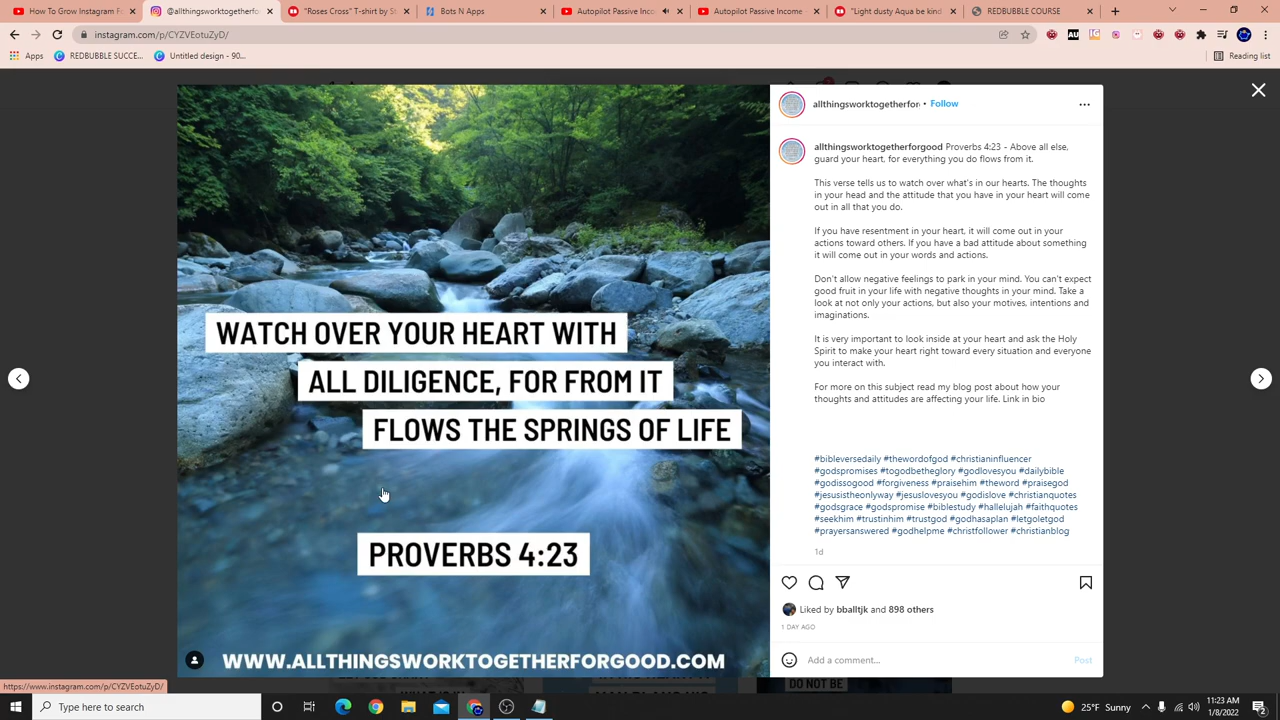 How To Grow Instagram F
@allthingsworktogetherfo
"Roses Cross" T-shirt by S
Bots N Apps
Autopilot Passive Inc
Autopilot Passive Income
"Light dusty Aqua be kind
REDBUBBLE COURSE
instagram.com/p/CYZVEotuZyD/
Apps
REDBUBBLE SUCCE...
Untitled design - 90...
Reading list
allthingsworktogetherfor • Follow
allthingsworktogetherforgood Proverbs 4:23 - Above all else,
guard your heart, for everything you do flows from it.
This verse tells us to watch over what's in our hearts. The thoughts
in your head and the attitude that you have in your heart will come
out in all that you do.
If you have resentment in your heart, it will come out in your
actions toward others. If you have a bad attitude about something
it will come out in your words and actions.
Don't allow negative feelings to park in your mind. You can't expect
good fruit in your life with negative thoughts in your mind. Take a
look at not only your actions, but also your motives, intentions and
imaginations.
It is very important to look inside at your heart and ask the Holy
Spirit to make your heart right toward every situation and everyone
you interact with.
For more on this subject read my blog post about how your
thoughts and attitudes are affecting your life. Link in bio
#bibleversedaily #thewordofgod #christianinfluencer
#godspromises #togodbetheglory #godlovesyou #dailybible
#godissogood #forgiveness #praisehim #theword #praisegod
#jesusistheonlyway #jesuslovesyou #godislove #christianquotes
#godsgrace #godspromise #biblestudy #hallelujah #faithquotes
#seekhim #trustinhim #trustgod #godhasaplan #letgoletgod
#prayersanswered #godhelpme #christfollower #christianblog
1d
Liked by bballtjk and 898 others
1 DAY AGO
Add a comment...
Post
WATCH OVER YOUR HEART WITH
ALL DILIGENCE, FOR FROM IT
FLOWS THE SPRINGS OF LIFE
PROVERBS 4:23
WWW.ALLTHINGSWORKTOGETHERFORGOOD.COM
https://www.instagram.com/p/CYZVEotuZyD/
DO NOT BE
Type here to search
25°F Sunny
11:23 AM
1/8/2022